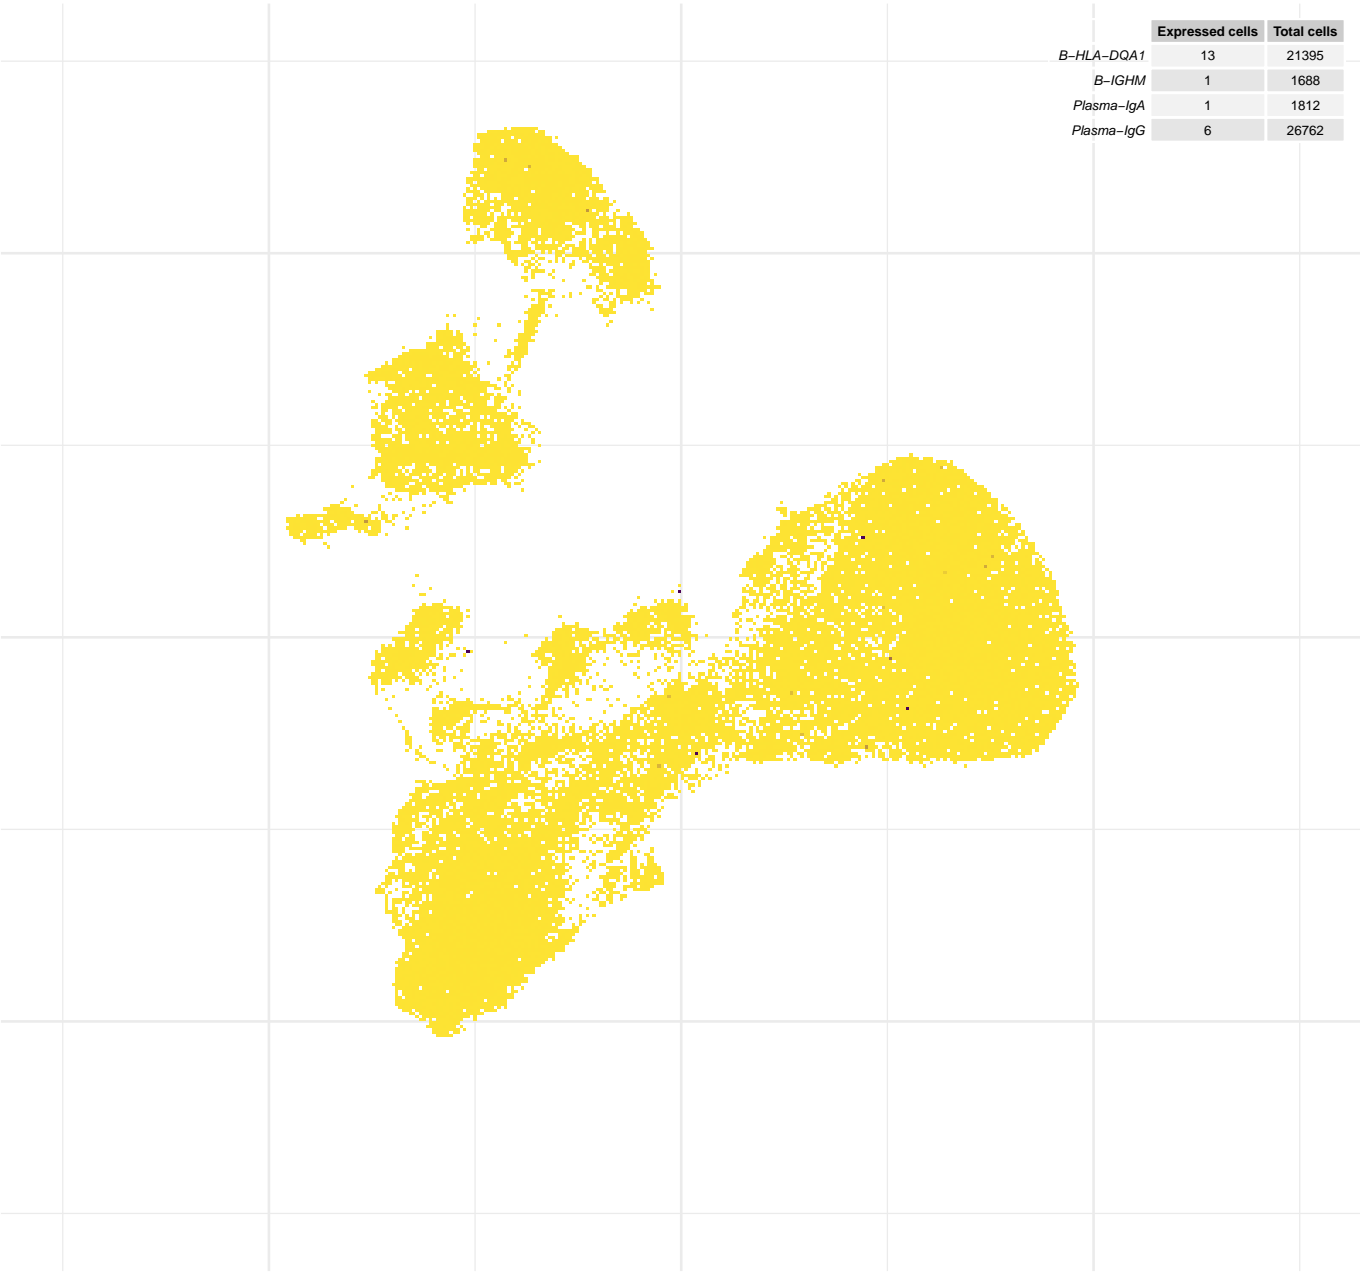 Expressed cells Total cells
B−HLA−DQA1 13 21395
B−IGHM 1 1688
Plasma−IgA 1 1812
Plasma−IgG 6 26762